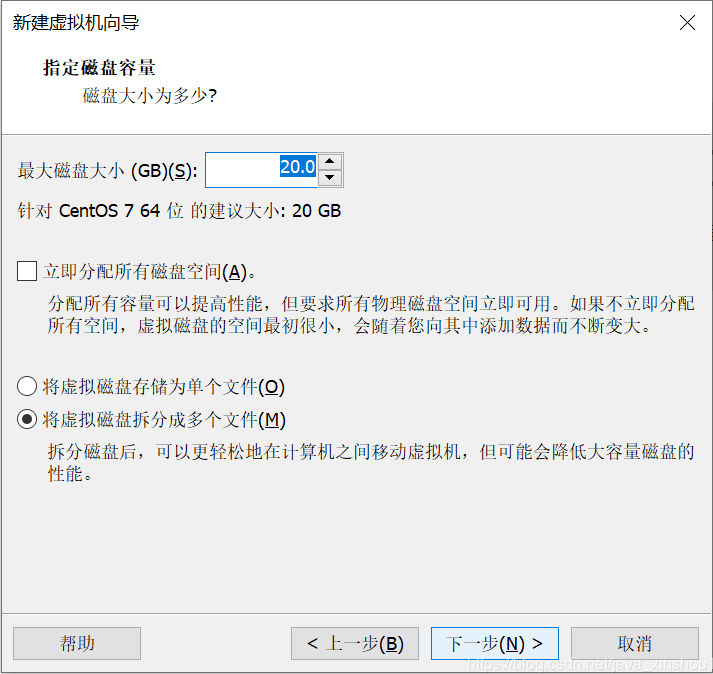 新建虚拟机向导
指定磁盘容量
磁盘大小为多少?
最大磁盘大小 (GB)(S): 20.0
针对 CentOS 7 64 位 的建议大小: 20 GB
立即分配所有磁盘空间(A)。
分配所有容量可以提高性能，但要求所有物理磁盘空间立即可用。如果不立即分配
所有空间，虚拟磁盘的空间最初很小，会随着您向其中添加数据而不断变大。
将虚拟磁盘存储为单个文件(O)
将虚拟磁盘拆分成多个文件(M)
拆分磁盘后，可以更轻松地在计算机之间移动虚拟机，但可能会降低大容量磁盘的
性能。
帮助 < 上一步(B) 下一步(N) > 取消
https://blog.csdn.net/java_xinshou1